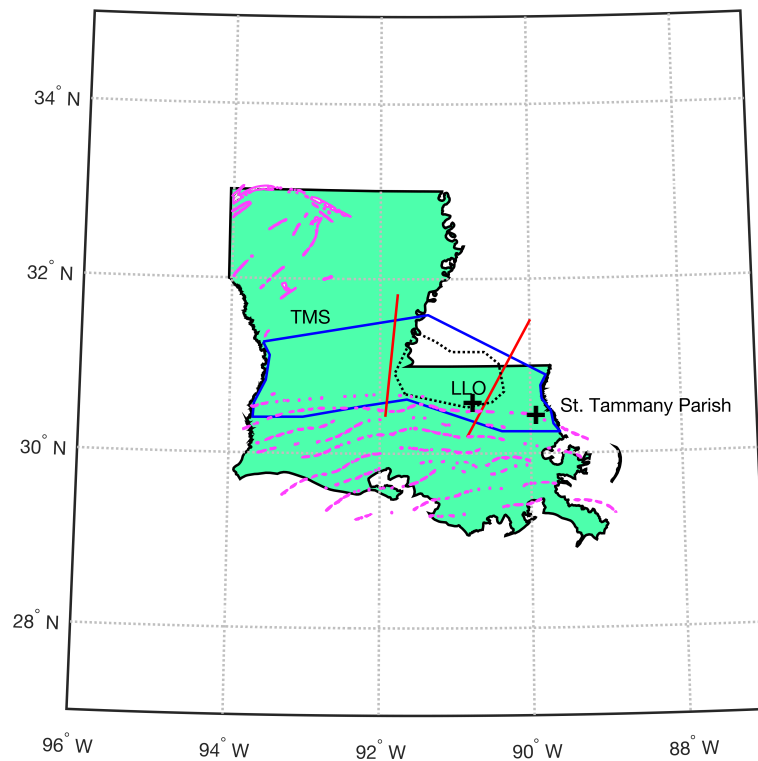 34° N
32° N
TMS
LLO
St. Tammany Parish
30° N
28° N
96° W
94° W
92° W
90° W
88° W